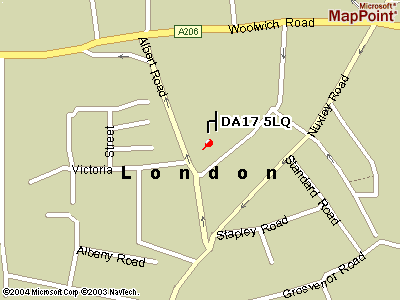 Microsoft®
MapPoint®
Woolwich Road
A206
Albert Road
Nuxley Road
DA17 5LQ
Street
Victoria
London
Standard Road
Stapley Road
Albany Road
Grosvenor Road
©2004 Microsoft Corp ©2003 NavTech.